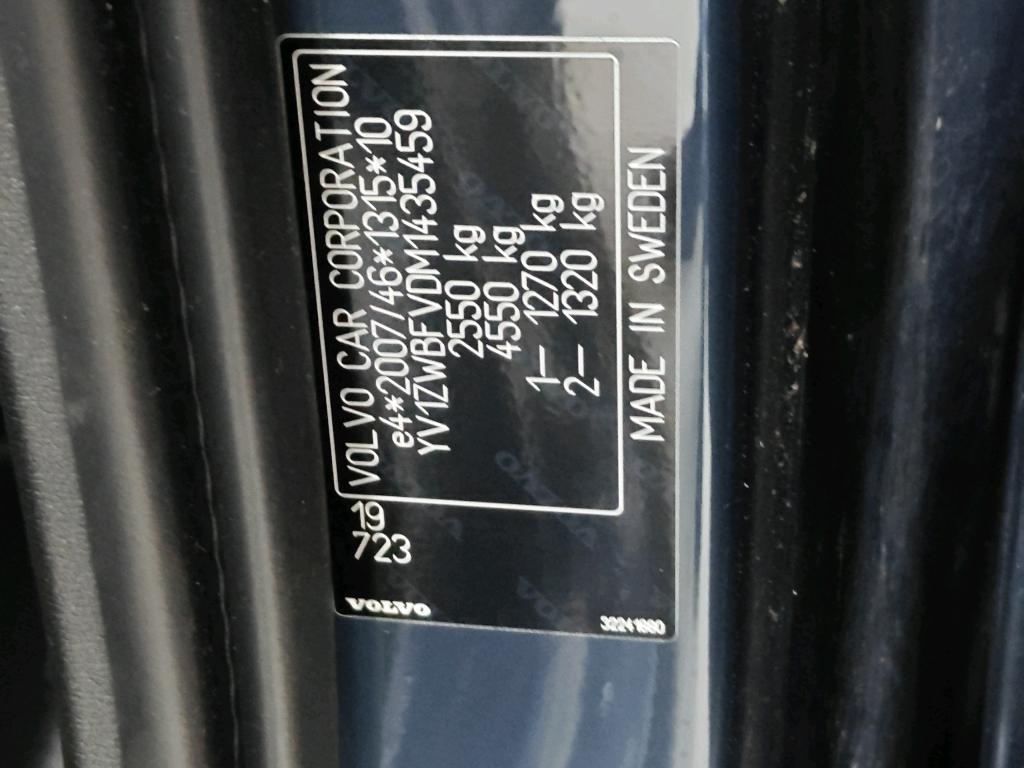 VOLVO CAR CORPORATION
e4*2007/46*1315*10
YV1ZWBFVDM1435459
2550 kg
4550 kg
1– 1270 kg
2– 1320 kg
MADE IN SWEDEN
19
723
VOLVO